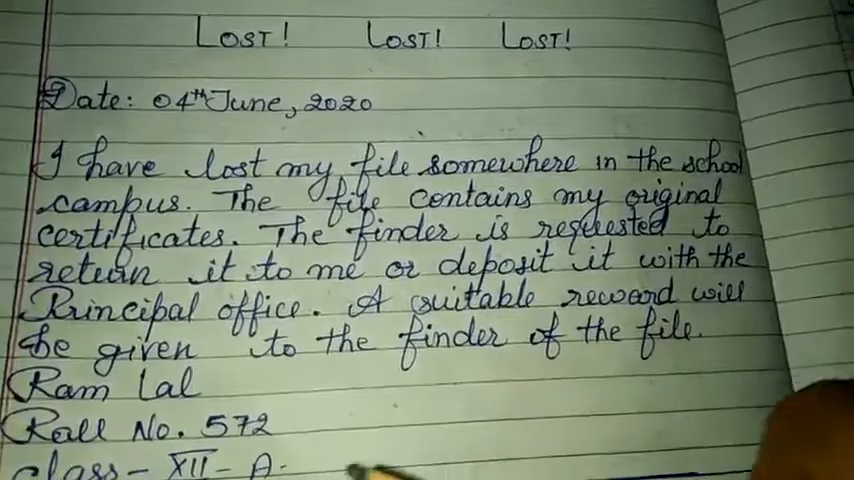 LOST! LOST! LOST!
Date: 04th June, 2020
I have lost my file somewhere in the school
campus. The file contains my original
certificates. The finder is requested to
return it to me or deposit it with the
Principal office. A suitable reward will
be given to the finder of the file.
Ram Lal
Roll No. 572
Class - XII - A.